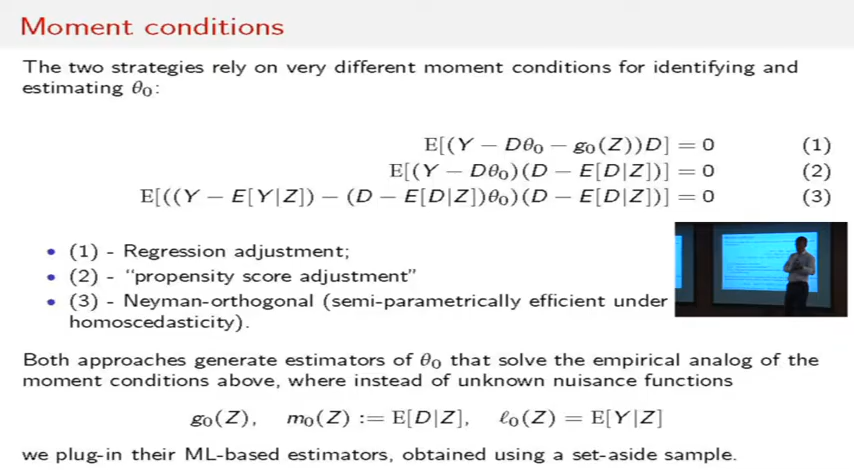 Moment conditions
The two strategies rely on very different moment conditions for identifying and
estimating θ₀:
E[(Y − Dθ₀ − g₀(Z))D] = 0 (1)
E[(Y − Dθ₀)(D − E[D|Z])] = 0 (2)
E[((Y − E[Y|Z]) − (D − E[D|Z])θ₀)(D − E[D|Z])] = 0 (3)
• (1) - Regression adjustment;
• (2) - “propensity score adjustment”
• (3) - Neyman-orthogonal (semi-parametrically efficient under
homoscedasticity).
Both approaches generate estimators of θ₀ that solve the empirical analog of the
moment conditions above, where instead of unknown nuisance functions
g₀(Z), m₀(Z) := E[D|Z], ℓ₀(Z) = E[Y|Z]
we plug-in their ML-based estimators, obtained using a set-aside sample.